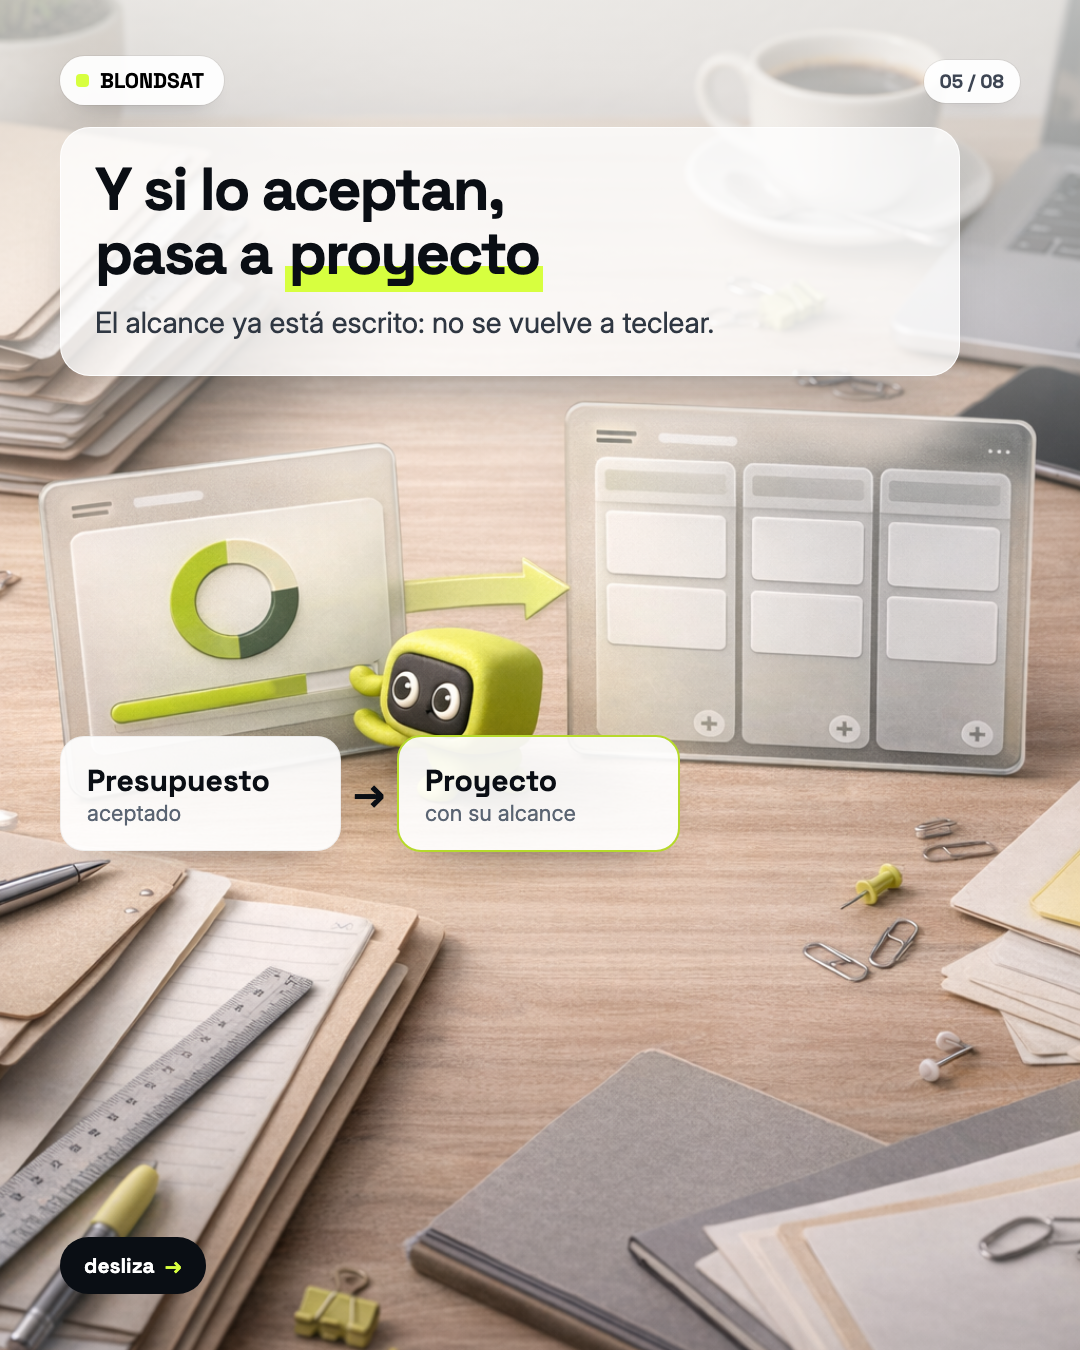 BLONDSAT
05 / 08
Y si lo aceptan,
pasa a proyecto
El alcance ya está escrito: no se vuelve a teclear.
Presupuesto
aceptado
→
Proyecto
con su alcance
desliza →